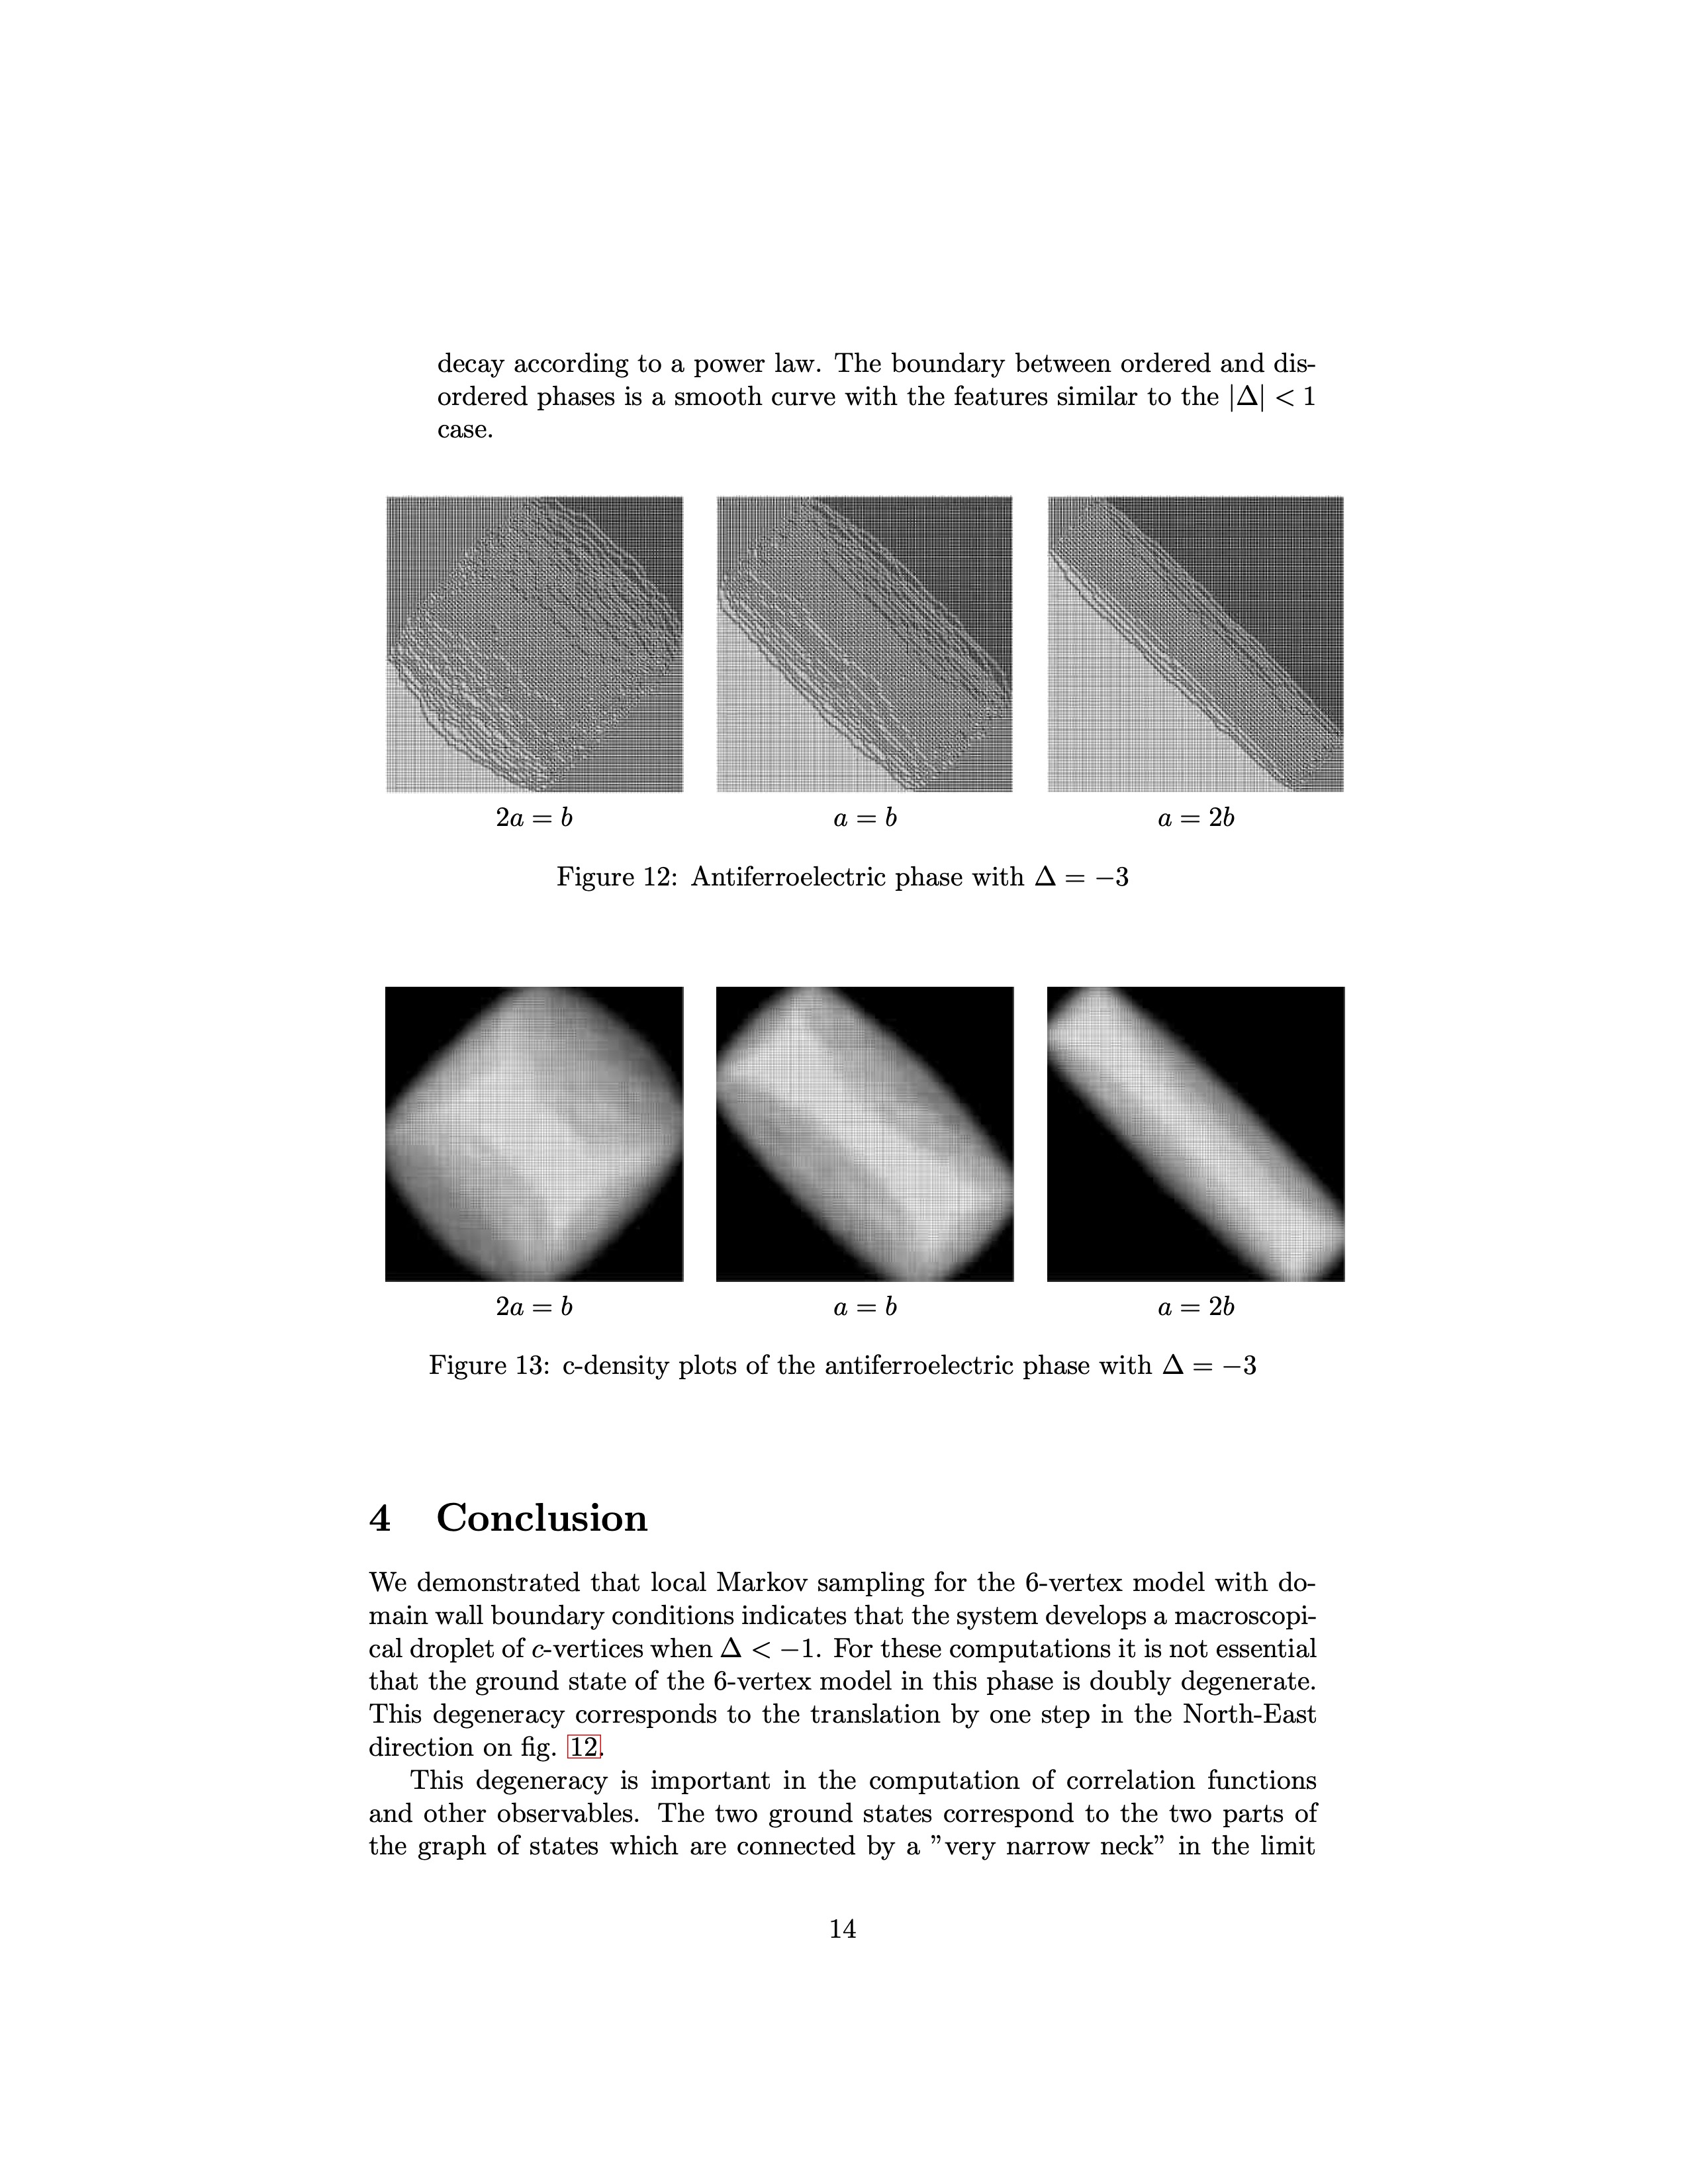 decay according to a power law. The boundary between ordered and dis-
ordered phases is a smooth curve with the features similar to the |Δ| < 1
case.
2a = b
a = b
a = 2b
Figure 12: Antiferroelectric phase with Δ = −3
2a = b
a = b
a = 2b
Figure 13: c-density plots of the antiferroelectric phase with Δ = −3
4 Conclusion
We demonstrated that local Markov sampling for the 6-vertex model with do-
main wall boundary conditions indicates that the system develops a macroscopi-
cal droplet of c-vertices when Δ < −1. For these computations it is not essential
that the ground state of the 6-vertex model in this phase is doubly degenerate.
This degeneracy corresponds to the translation by one step in the North-East
direction on fig. 12.
This degeneracy is important in the computation of correlation functions
and other observables. The two ground states correspond to the two parts of
the graph of states which are connected by a ”very narrow neck” in the limit
14